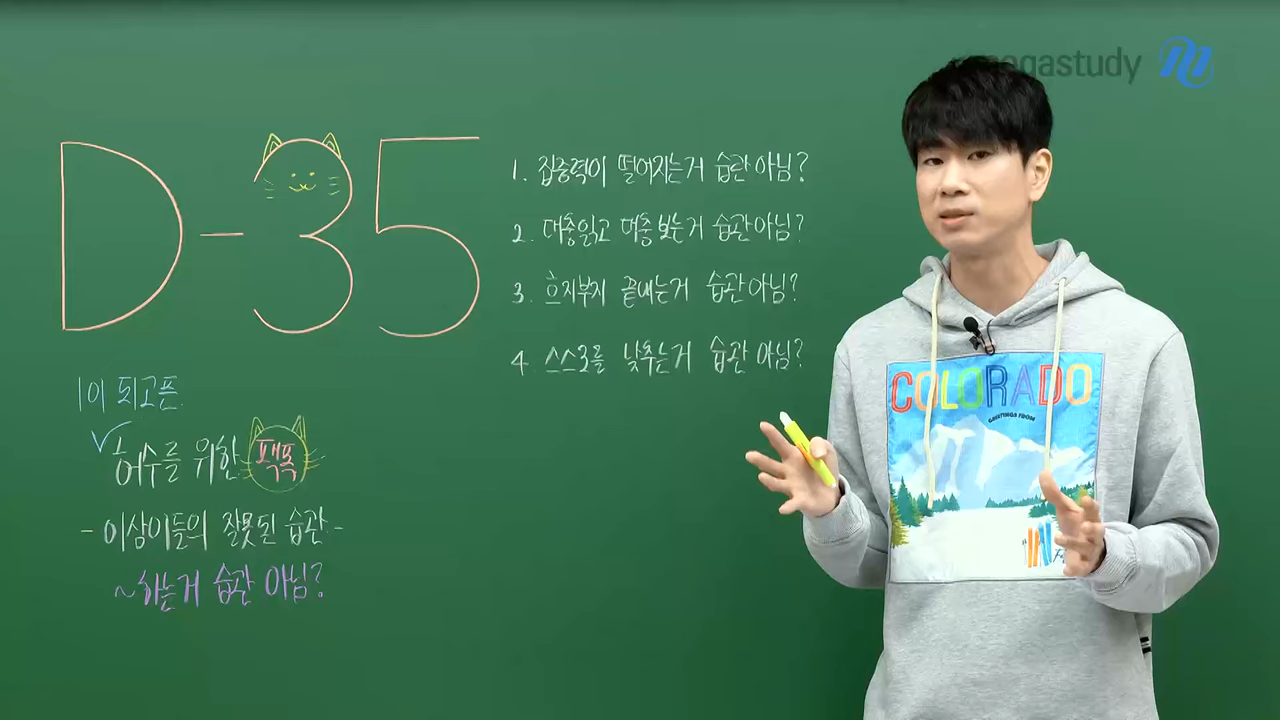 megastudy
D-35
1. 집중력이 떨어지는거 습관 아님?
2. 대충읽고 대충보는거 습관아님?
3. 흐지부지 끝내는거 습관아님?
4. 스스로를 낮추는거 습관 아님?
1이 되고픈
허수를 위한 팩폭
-이삼이들의 잘못된 습관-
~하는거 습관 아님?
COLORADO
GREETINGS FROM